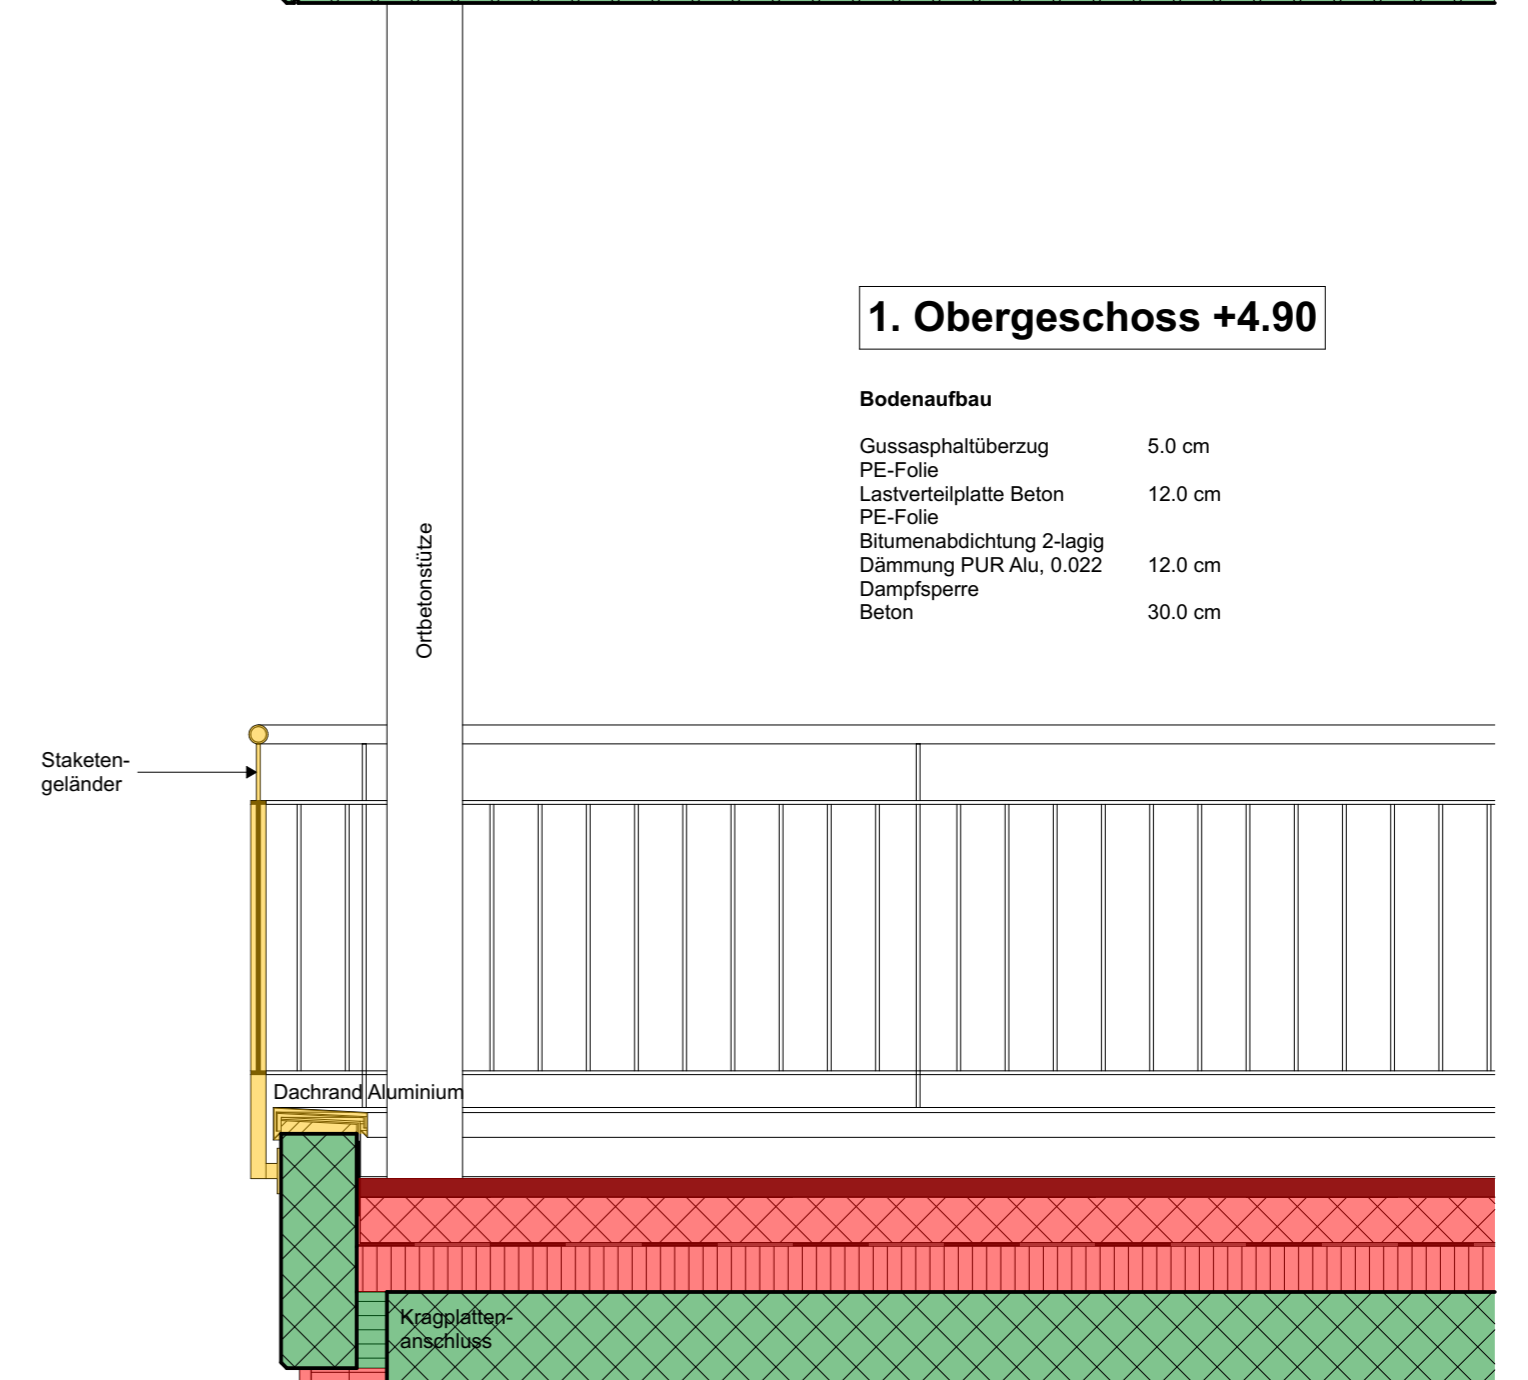 1. Obergeschoss +4.90
Bodenaufbau
Gussasphaltüberzug 5.0 cm
PE-Folie
Lastverteilplatte Beton 12.0 cm
PE-Folie
Bitumenabdichtung 2-lagig
Dämmung PUR Alu, 0.022 12.0 cm
Dampfsperre
Beton 30.0 cm
Ortbetonstütze
Staketen-
geländer
Dachrand Aluminium
Kragplatten-
anschluss